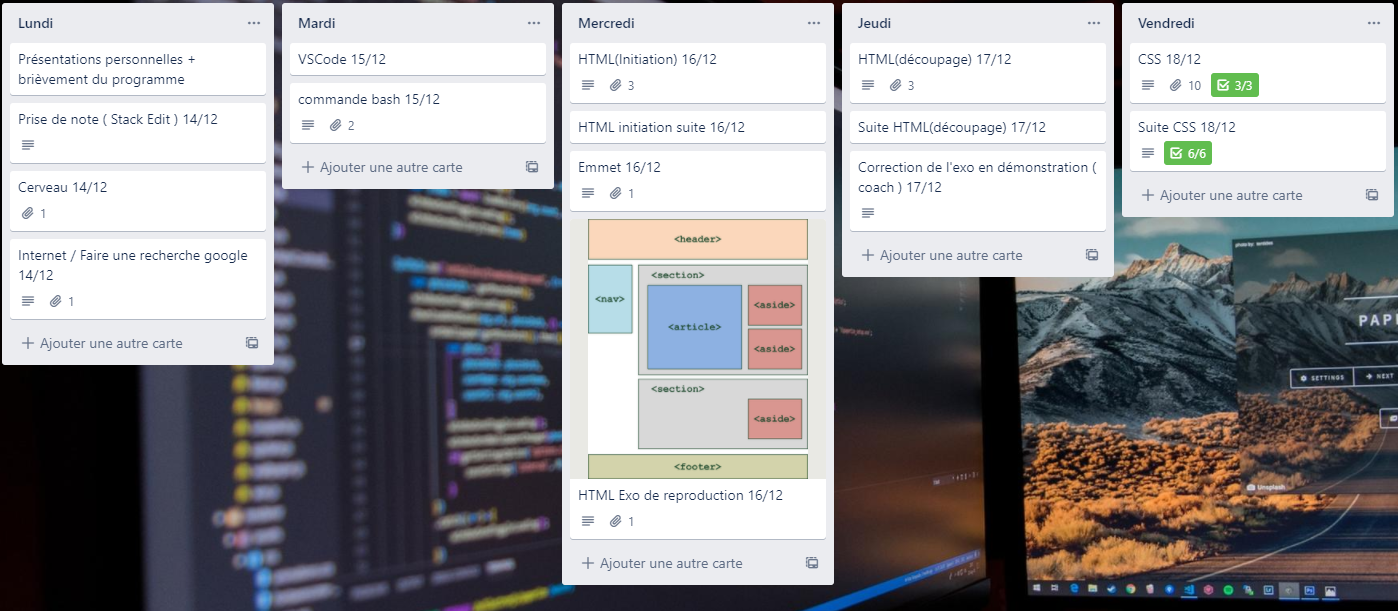 Lundi
Présentations personnelles +
brièvement du programme
Prise de note ( Stack Edit ) 14/12
Cerveau 14/12
1
Internet / Faire une recherche google
14/12
1
Ajouter une autre carte
Mardi
VSCode 15/12
commande bash 15/12
2
Ajouter une autre carte
Mercredi
HTML(Initiation) 16/12
3
HTML initiation suite 16/12
Emmet 16/12
1
<header>
<nav>
<section>
<article>
<aside>
<aside>
<section>
<aside>
<footer>
HTML Exo de reproduction 16/12
1
Ajouter une autre carte
Jeudi
HTML(découpage) 17/12
3
Suite HTML(découpage) 17/12
Correction de l'exo en démonstration (
coach ) 17/12
Ajouter une autre carte
Vendredi
CSS 18/12
10
3/3
Suite CSS 18/12
6/6
Ajouter une autre carte
PAP
SETTINGS
NEXT
Unsplash